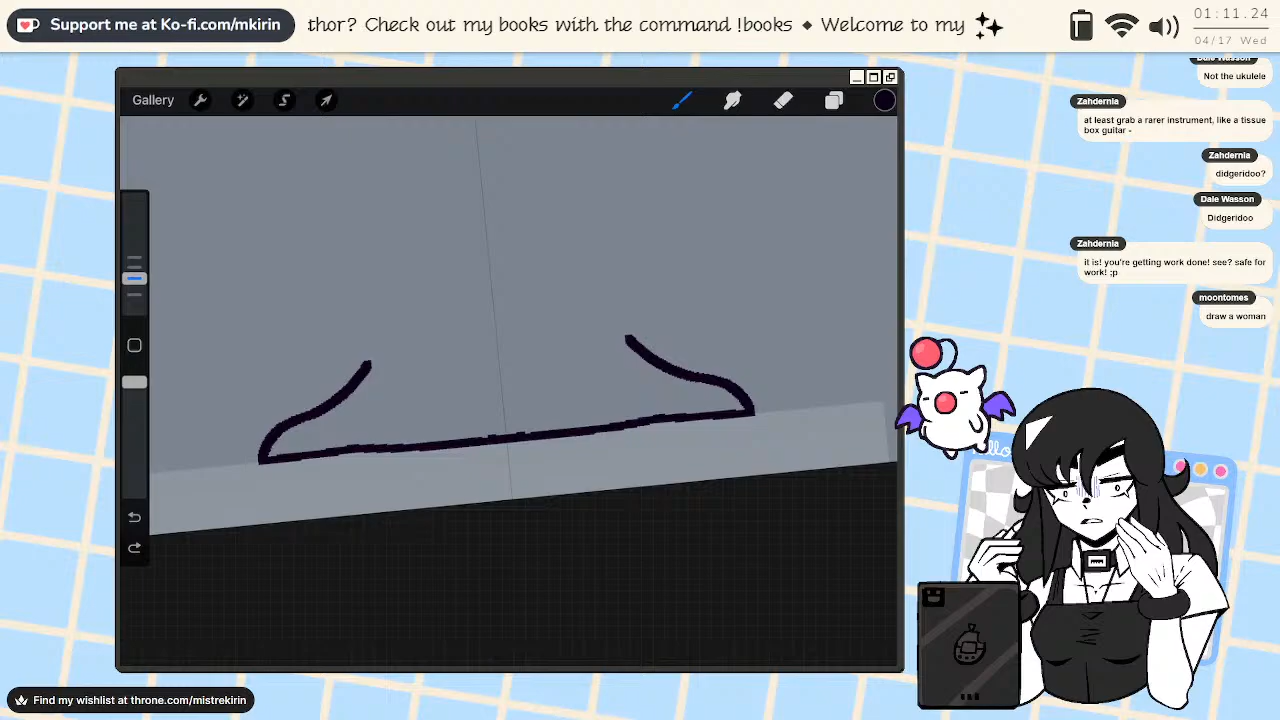 Support me at Ko-fi.com/mkirin
thor? Check out my books with the command !books ◆ Welcome to my
01:11.24
04/17 Wed
Gallery
Dale Wasson
Not the ukulele
Zahdernia
at least grab a rarer instrument, like a tissue
box guitar -
Zahdernia
didgeridoo?
Dale Wasson
Didgeridoo
Zahdernia
it is! you're getting work done! see? safe for
work! ;p
moontomes
draw a woman
Find my wishlist at throne.com/mistrekirin